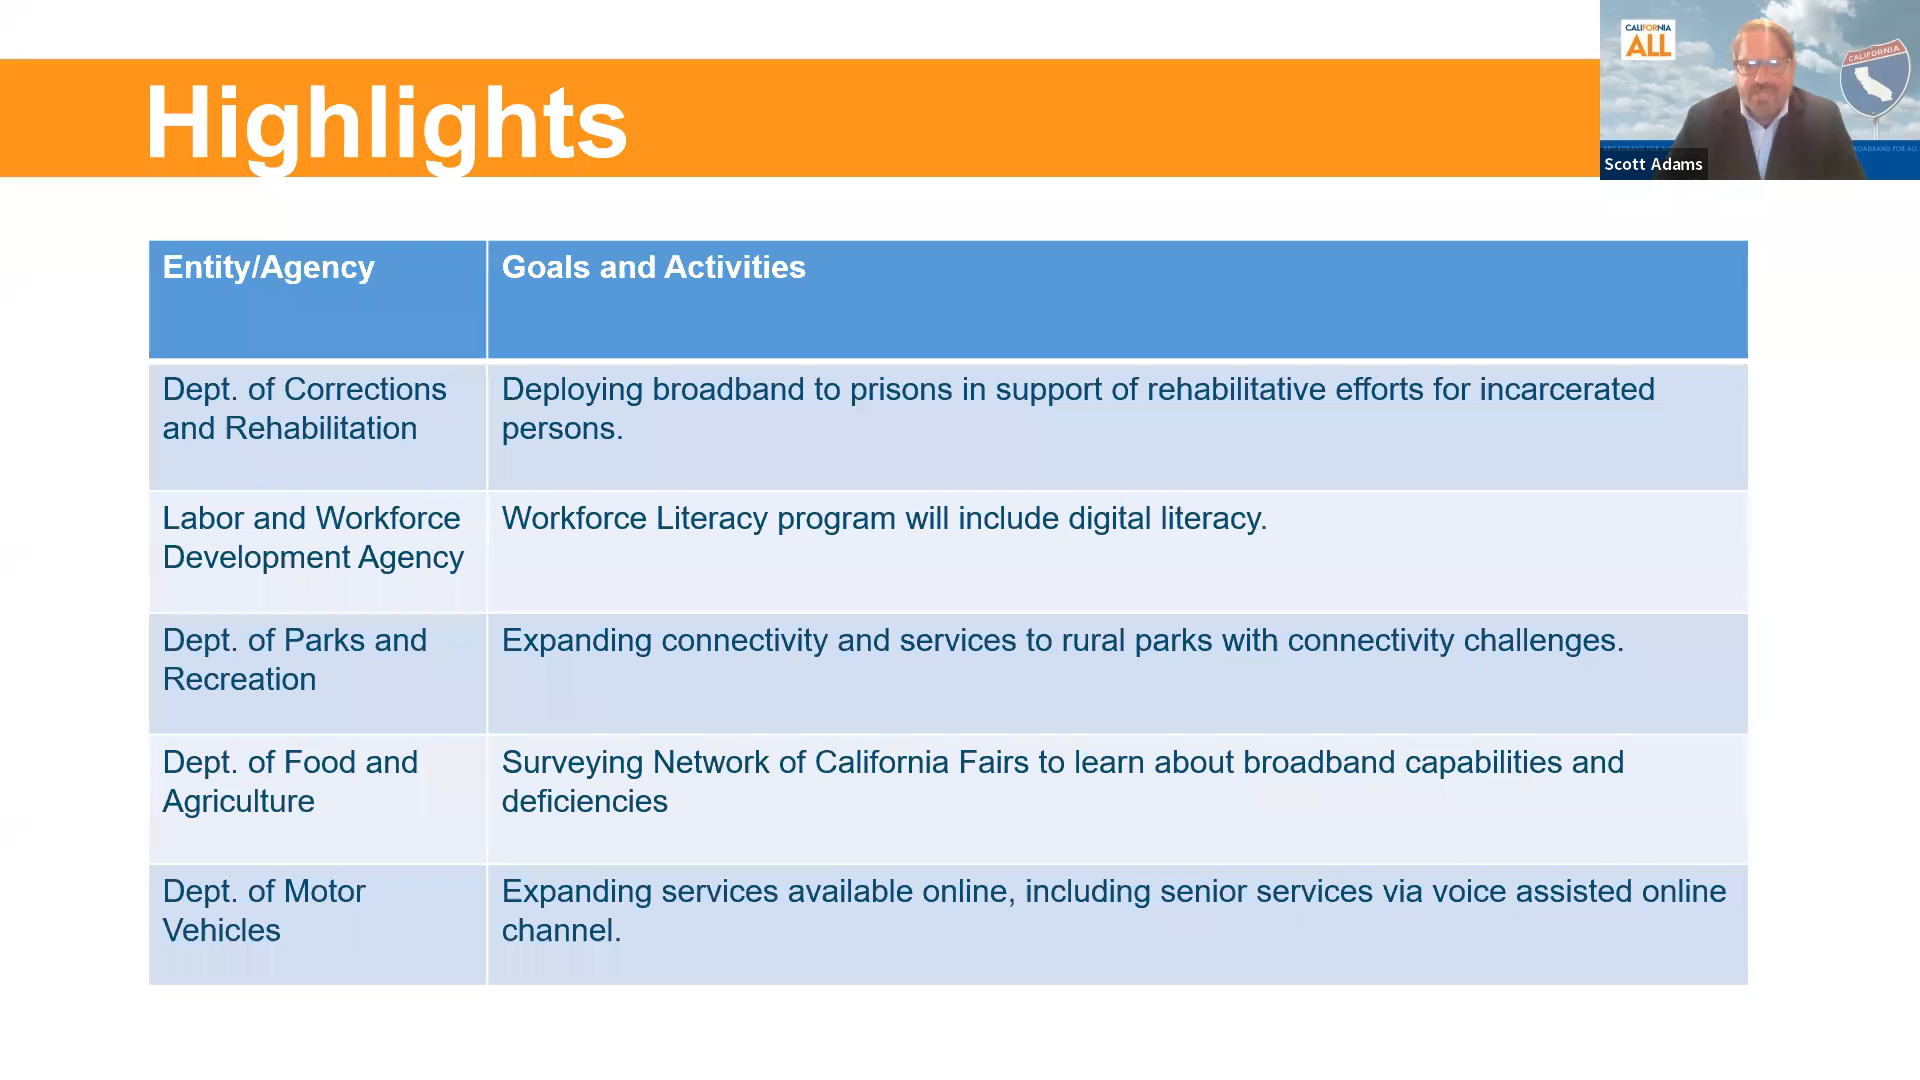 Highlights
CALIFORNIA
ALL
CALIFORNIA
BROADBAND FOR ALL
Scott Adams
Entity/Agency
Goals and Activities
Dept. of Corrections
and Rehabilitation
Deploying broadband to prisons in support of rehabilitative efforts for incarcerated
persons.
Labor and Workforce
Development Agency
Workforce Literacy program will include digital literacy.
Dept. of Parks and
Recreation
Expanding connectivity and services to rural parks with connectivity challenges.
Dept. of Food and
Agriculture
Surveying Network of California Fairs to learn about broadband capabilities and
deficiencies
Dept. of Motor
Vehicles
Expanding services available online, including senior services via voice assisted online
channel.